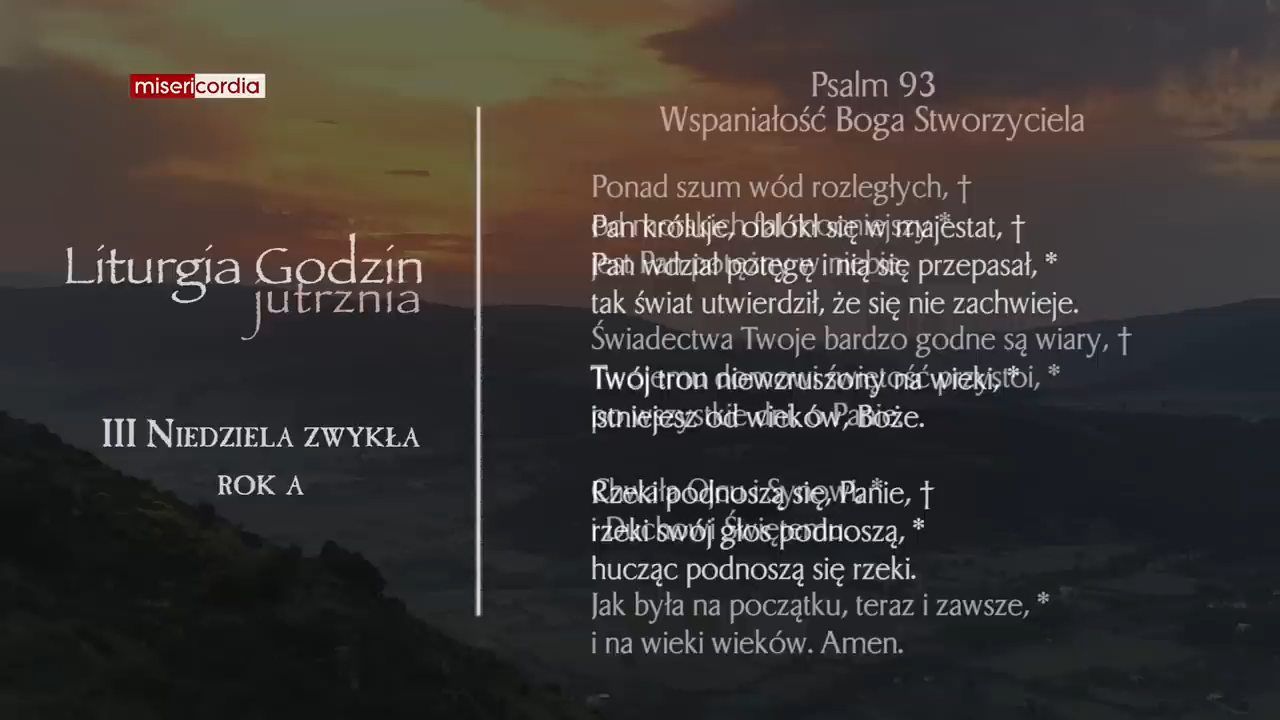 misericordia
Liturgia Godzin
jutrznia
III Niedziela zwykła
rok a
Psalm 93
Wspaniałość Boga Stworzyciela
Ponad szum wód rozległych, †
Pan króluje, oblókł się w majestat, †
Pan wdział potęgę i nią się przepasał, *
tak świat utwierdził, że się nie zachwieje.
Świadectwa Twoje bardzo godne są wiary, †
Twój tron niewzruszony na wieki, *
istniejesz od wieków, Boże.
Rzeki podnoszą się, Panie, †
rzeki swój głos podnoszą, *
hucząc podnoszą się rzeki.
Jak była na początku, teraz i zawsze, *
i na wieki wieków. Amen.